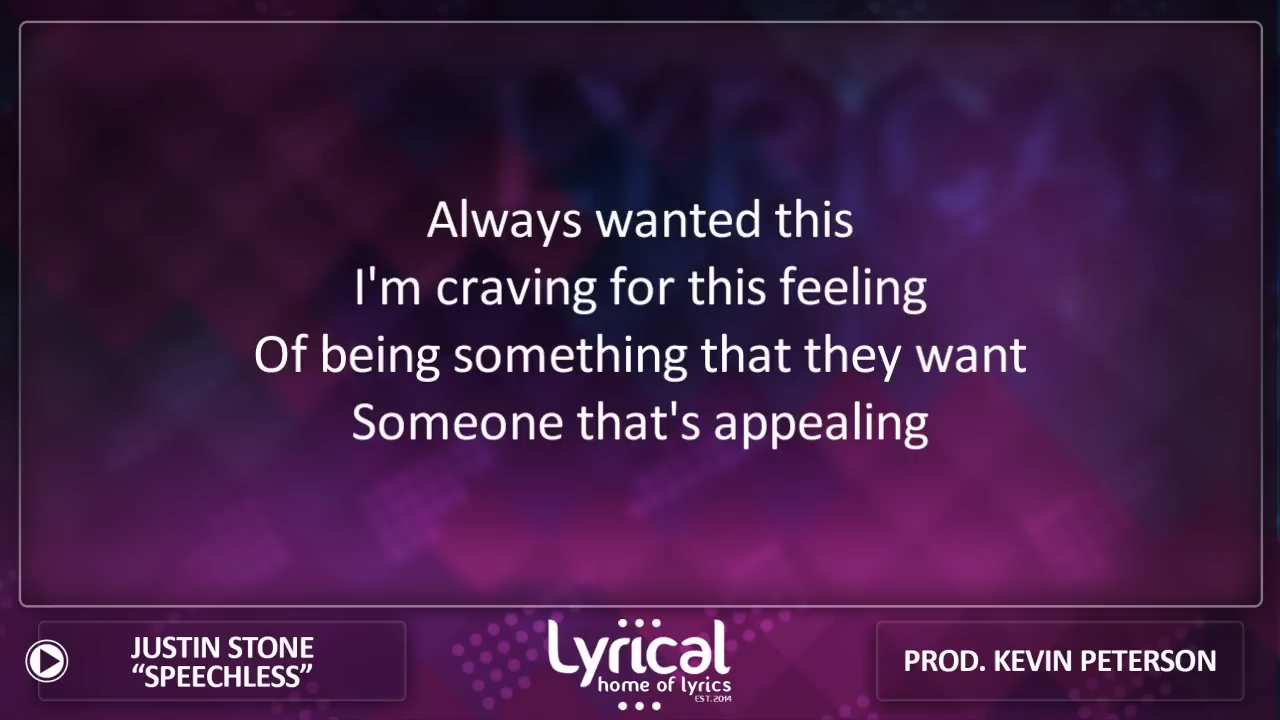 Always wanted this
I'm craving for this feeling
Of being something that they want
Someone that's appealing
JUSTIN STONE
“SPEECHLESS”
Lyrical
home of lyrics
EST. 2014
PROD. KEVIN PETERSON